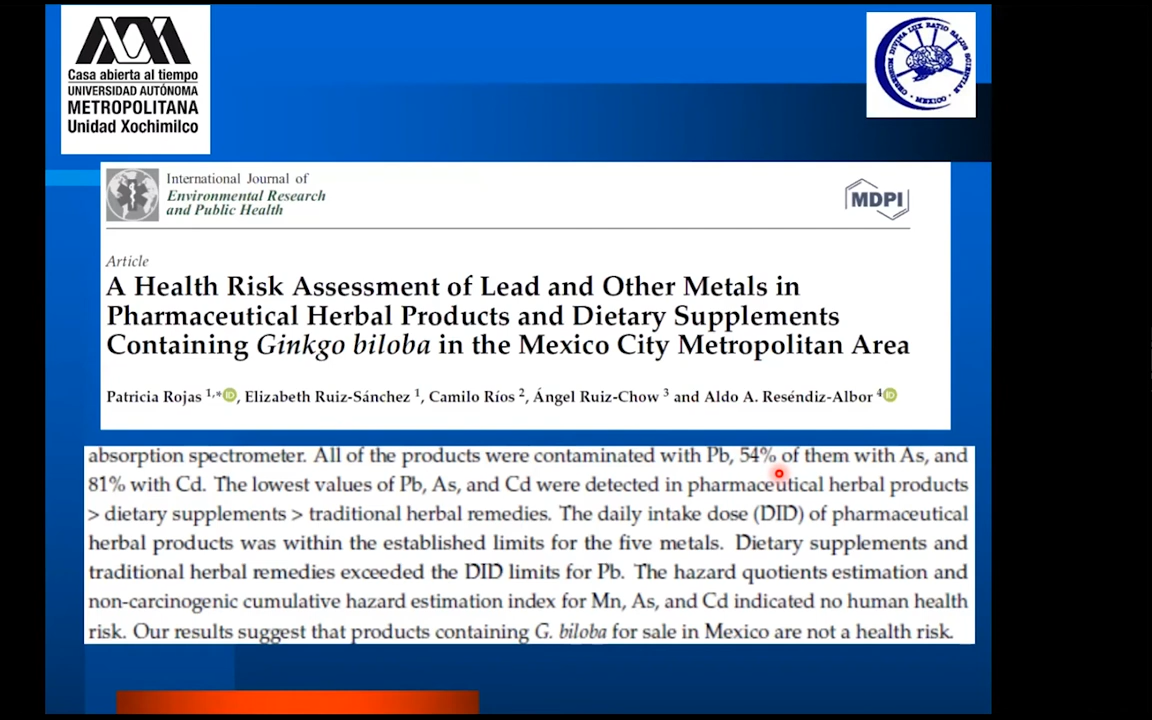 Casa abierta al tiempo
UNIVERSIDAD AUTÓNOMA
METROPOLITANA
Unidad Xochimilco
International Journal of
Environmental Research
and Public Health
MDPI
Article
A Health Risk Assessment of Lead and Other Metals in
Pharmaceutical Herbal Products and Dietary Supplements
Containing Ginkgo biloba in the Mexico City Metropolitan Area
Patricia Rojas 1,* iD, Elizabeth Ruiz-Sánchez 1, Camilo Ríos 2, Ángel Ruiz-Chow 3 and Aldo A. Reséndiz-Albor 4 iD
absorption spectrometer. All of the products were contaminated with Pb, 54% of them with As, and
81% with Cd. The lowest values of Pb, As, and Cd were detected in pharmaceutical herbal products
> dietary supplements > traditional herbal remedies. The daily intake dose (DID) of pharmaceutical
herbal products was within the established limits for the five metals. Dietary supplements and
traditional herbal remedies exceeded the DID limits for Pb. The hazard quotients estimation and
non-carcinogenic cumulative hazard estimation index for Mn, As, and Cd indicated no human health
risk. Our results suggest that products containing G. biloba for sale in Mexico are not a health risk.